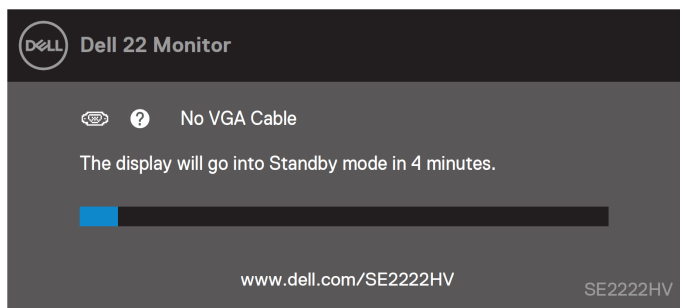 DELL Dell 22 Monitor
? No VGA Cable
The display will go into Standby mode in 4 minutes.
www.dell.com/SE2222HV
SE2222HV